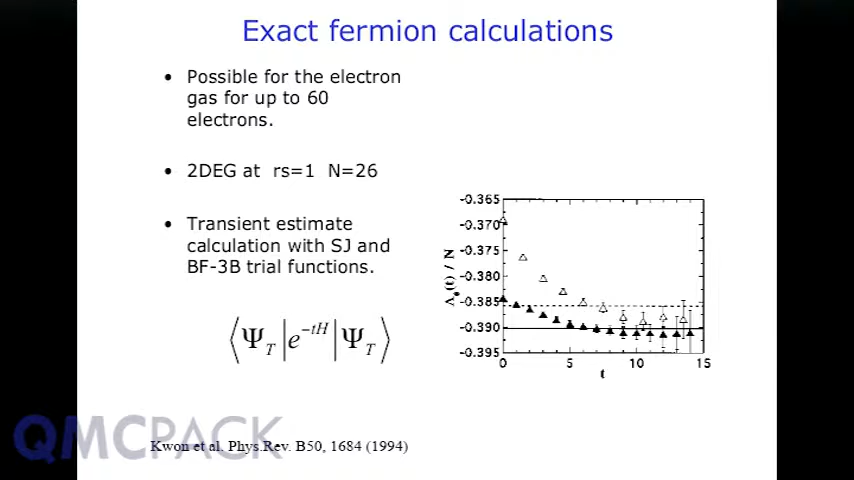 Exact fermion calculations
• Possible for the electron
gas for up to 60
electrons.
• 2DEG at rs=1 N=26
• Transient estimate
calculation with SJ and
BF-3B trial functions.
⟨Ψ_T|e^{−tH}|Ψ_T⟩
-0.365
-0.370
-0.375
-0.380
-0.385
-0.390
-0.395
0 5 10 15
t
QMCPACK
Kwon et al. Phys.Rev. B50, 1684 (1994)